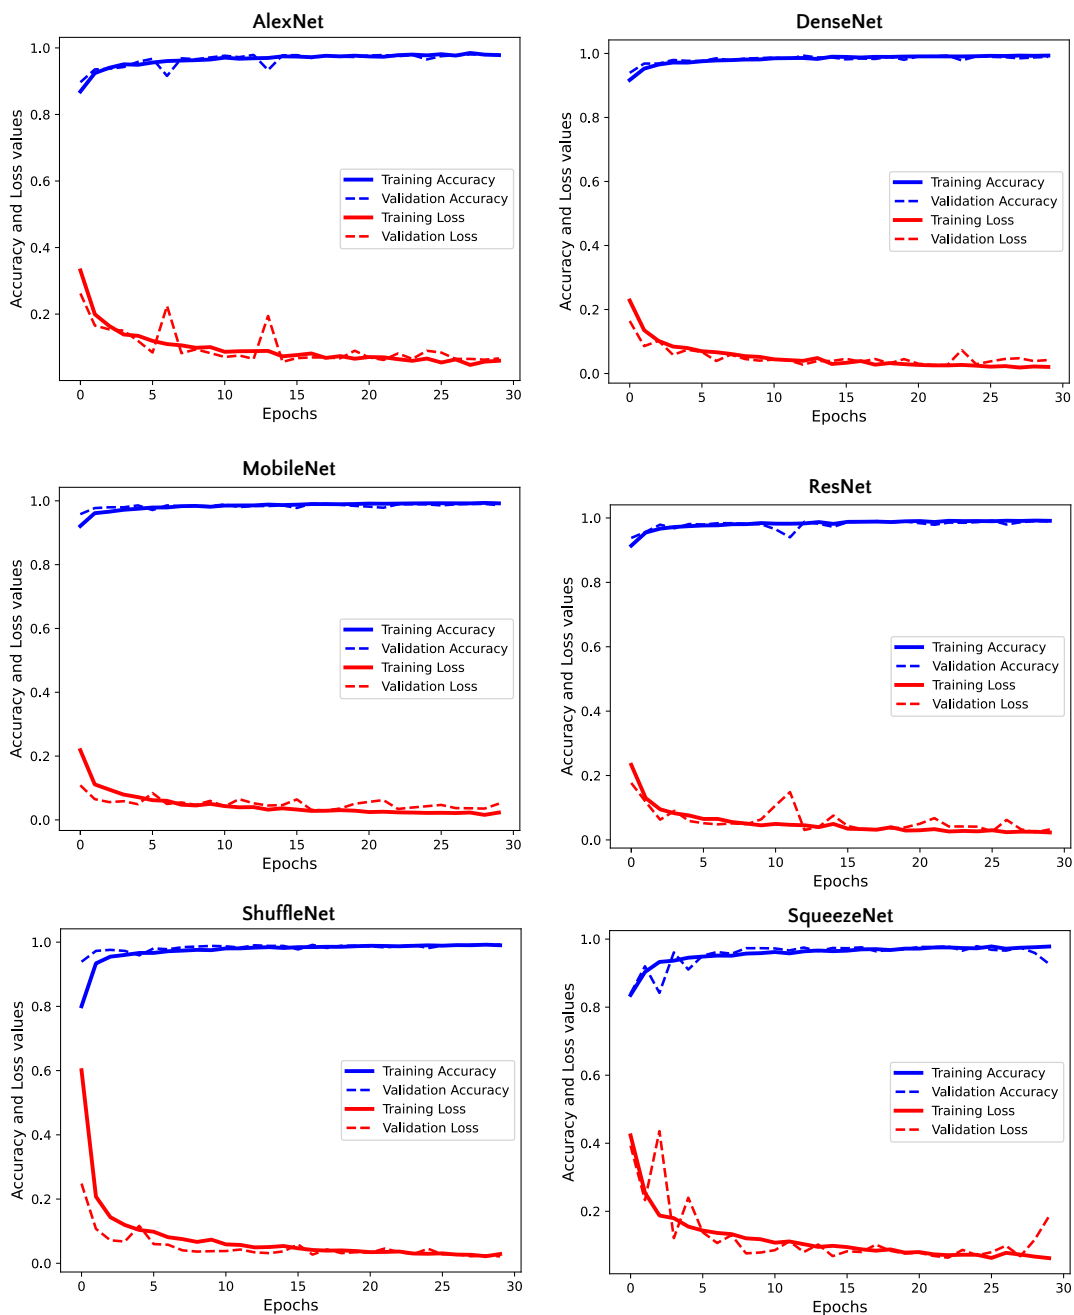 AlexNet
Accuracy and Loss values
1.0
0.8
0.6
0.4
0.2
Training Accuracy
Validation Accuracy
Training Loss
Validation Loss
0 5 10 15 20 25 30
Epochs
DenseNet
Accuracy and Loss values
1.0
0.8
0.6
0.4
0.2
0.0
Training Accuracy
Validation Accuracy
Training Loss
Validation Loss
0 5 10 15 20 25 30
Epochs
MobileNet
Accuracy and Loss values
1.0
0.8
0.6
0.4
0.2
0.0
Training Accuracy
Validation Accuracy
Training Loss
Validation Loss
0 5 10 15 20 25 30
Epochs
ResNet
Accuracy and Loss values
1.0
0.8
0.6
0.4
0.2
0.0
Training Accuracy
Validation Accuracy
Training Loss
Validation Loss
0 5 10 15 20 25 30
Epochs
ShuffleNet
Accuracy and Loss values
1.0
0.8
0.6
0.4
0.2
0.0
Training Accuracy
Validation Accuracy
Training Loss
Validation Loss
0 5 10 15 20 25 30
Epochs
SqueezeNet
Accuracy and Loss values
1.0
0.8
0.6
0.4
0.2
Training Accuracy
Validation Accuracy
Training Loss
Validation Loss
0 5 10 15 20 25 30
Epochs